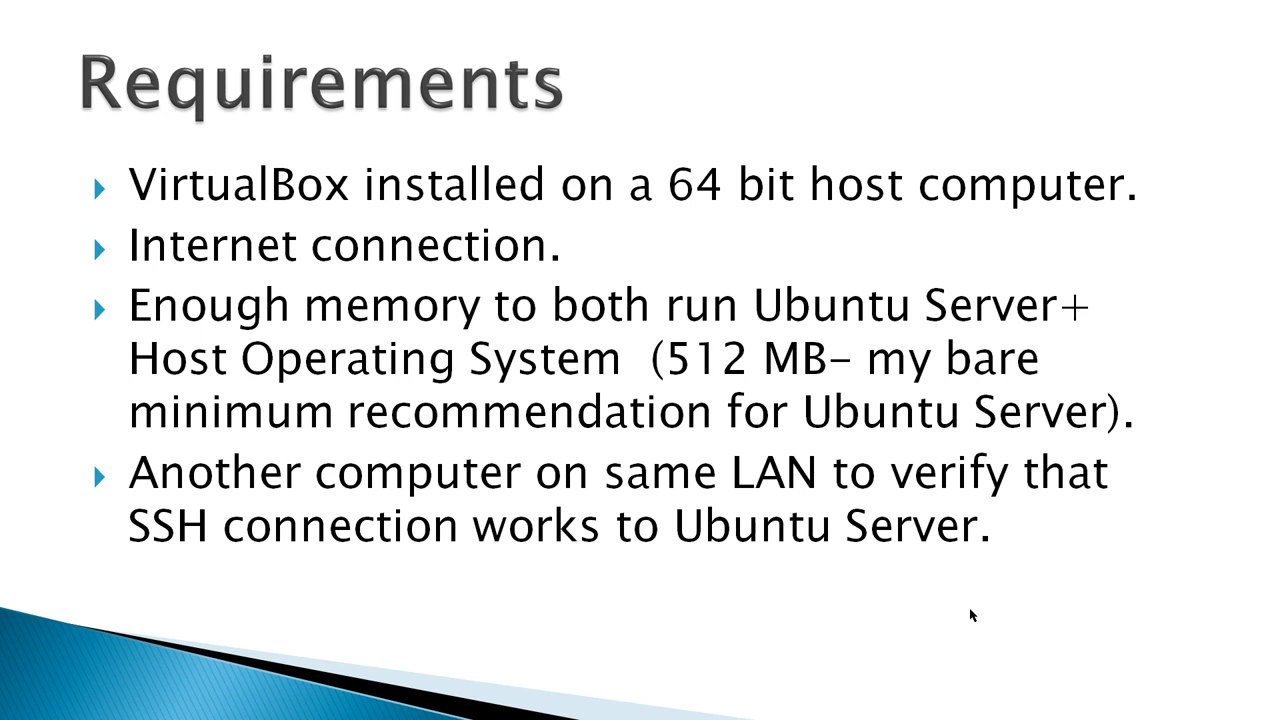 Requirements
VirtualBox installed on a 64 bit host computer.
Internet connection.
Enough memory to both run Ubuntu Server+
Host Operating System  (512 MB- my bare
minimum recommendation for Ubuntu Server).
Another computer on same LAN to verify that
SSH connection works to Ubuntu Server.